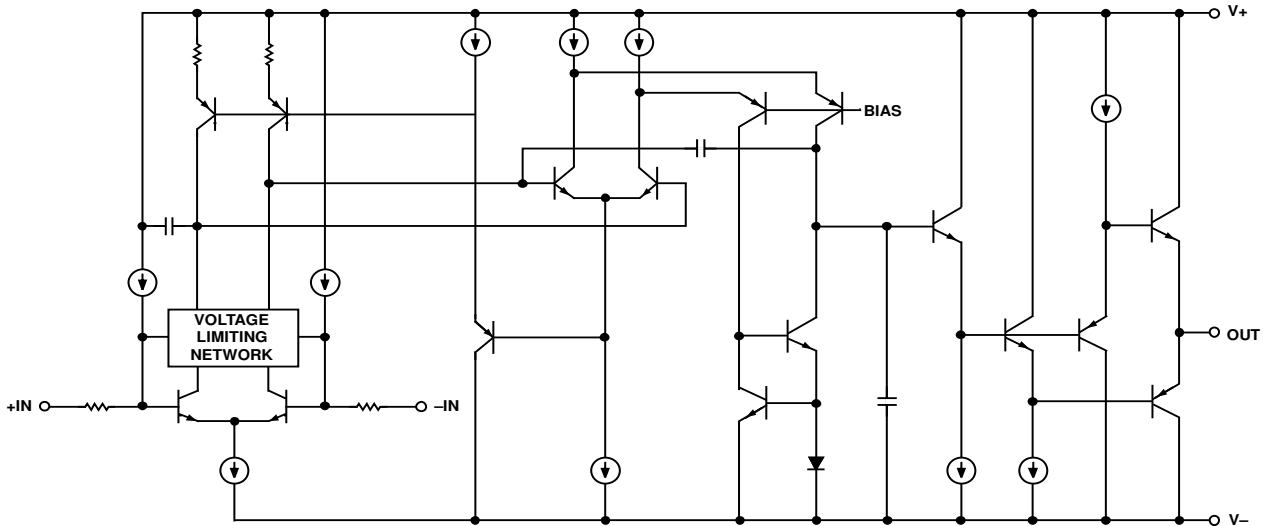 V+
BIAS
VOLTAGE
LIMITING
NETWORK
OUT
+IN
–IN
V–